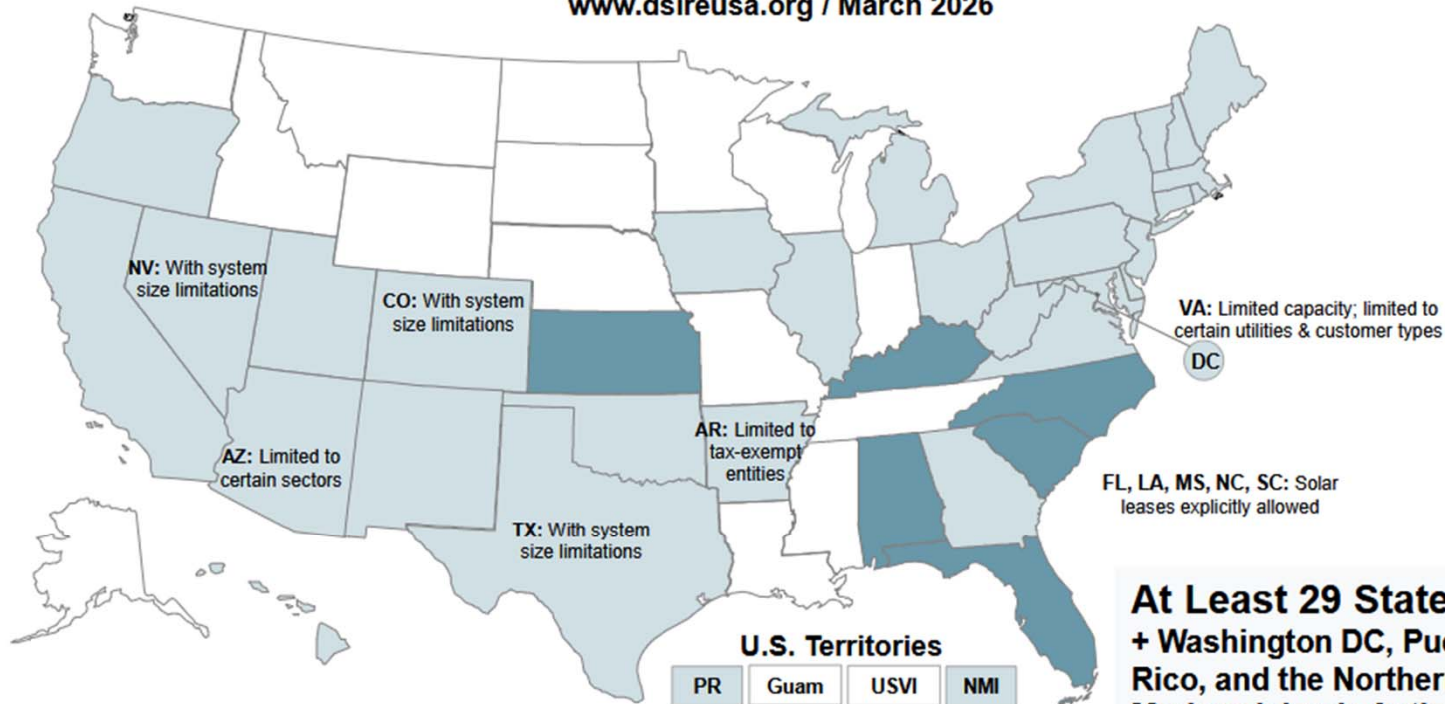 www.dsireusa.org / March 2026
NV: With system
size limitations
CO: With system
size limitations
VA: Limited capacity; limited to
certain utilities & customer types
DC
AR: Limited to
tax-exempt
entities
AZ: Limited to
certain sectors
FL, LA, MS, NC, SC: Solar
leases explicitly allowed
TX: With system
size limitations
At Least 29 State
+ Washington DC, Pue
Rico, and the Norther
U.S. Territories
PR
Guam
USVI
NMI